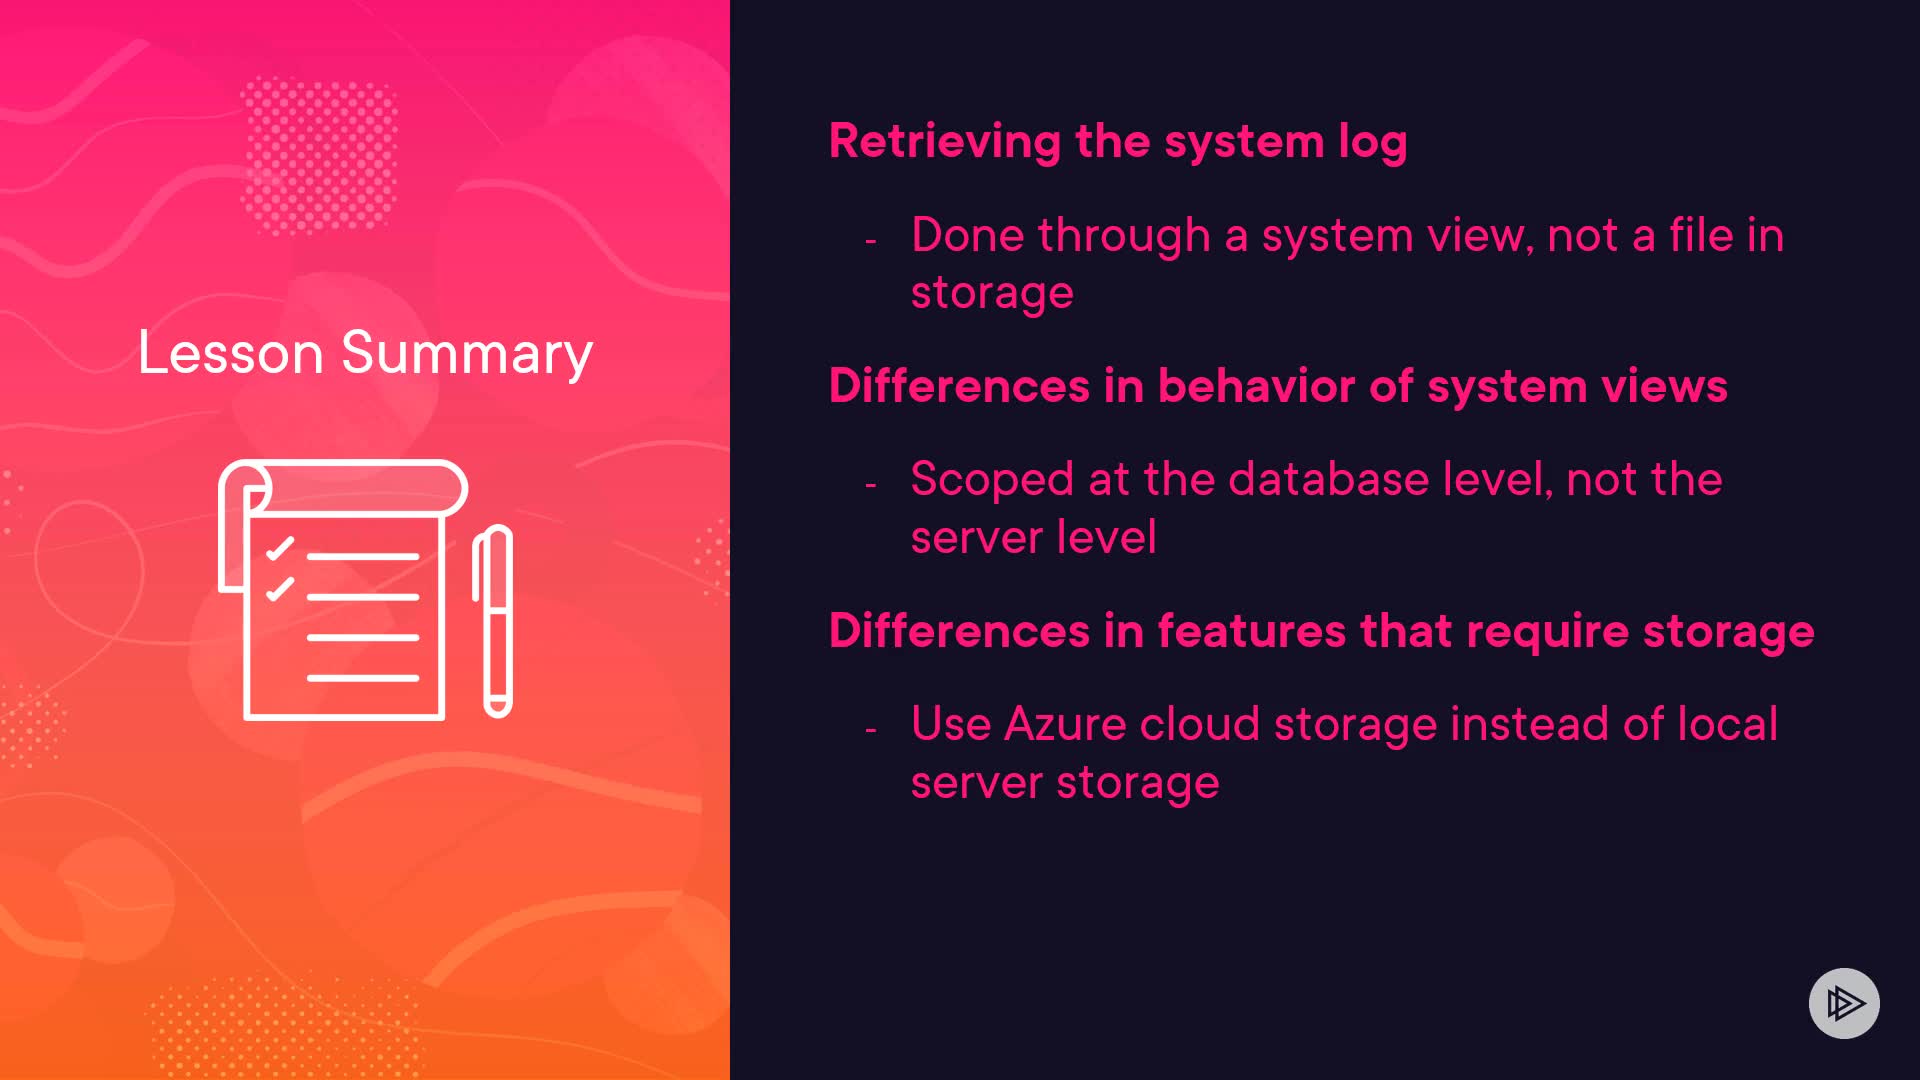 Lesson Summary
Retrieving the system log
- Done through a system view, not a file in
storage
Differences in behavior of system views
- Scoped at the database level, not the
server level
Differences in features that require storage
- Use Azure cloud storage instead of local
server storage